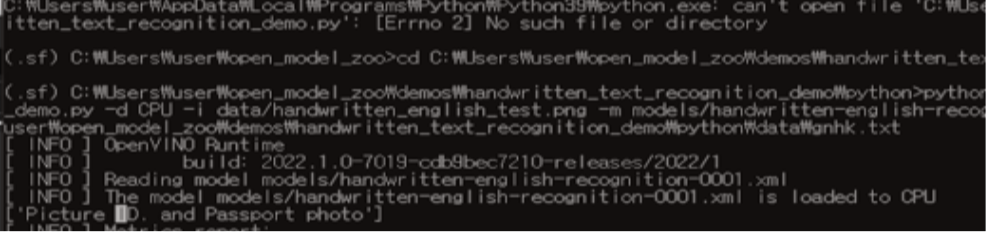 C:₩Users₩user₩AppData₩Local₩Programs₩Python₩Python39₩python.exe: can't open file 'C:₩Use
itten_text_recognition_demo.py': [Errno 2] No such file or directory
(.sf) C:₩Users₩user₩open_model_zoo>cd C:₩Users₩user₩open_model_zoo₩demos₩handwritten_tex
(.sf) C:₩Users₩user₩open_model_zoo₩demos₩handwritten_text_recognition_demo₩python>python
_demo.py -d CPU -i data/handwritten_english_test.png -m models/handwritten-english-recog
user₩open_model_zoo₩demos₩handwritten_text_recognition_demo₩python₩data₩gnhk.txt
[ INFO ] OpenVINO Runtime
[ INFO ] build: 2022.1.0-7019-cdb9bec7210-releases/2022/1
[ INFO ] Reading model models/handwritten-english-recognition-0001.xml
[ INFO ] The model models/handwritten-english-recognition-0001.xml is loaded to CPU
['Picture ID. and Passport photo']
[ INFO ] Metrics report: